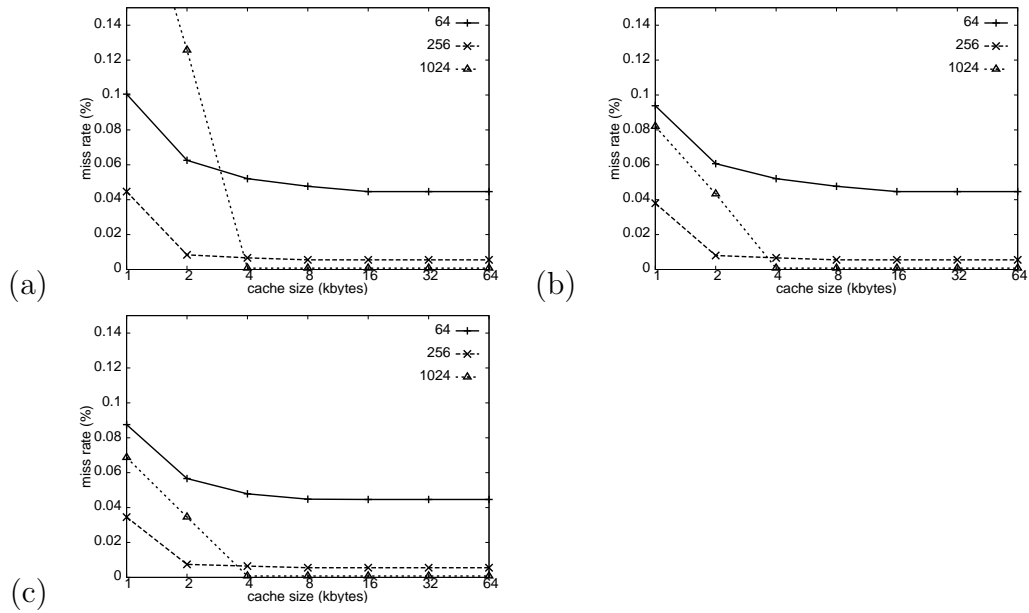 0.14
0.12
0.1
0.08
0.06
0.04
0.02
0
miss rate (%)
64
256
1024
1 2 4 8 16 32 64
cache size (kbytes)
(a)
0.14
0.12
0.1
0.08
0.06
0.04
0.02
0
miss rate (%)
64
256
1024
1 2 4 8 16 32 64
cache size (kbytes)
(b)
0.14
0.12
0.1
0.08
0.06
0.04
0.02
0
miss rate (%)
64
256
1024
1 2 4 8 16 32 64
cache size (kbytes)
(c)